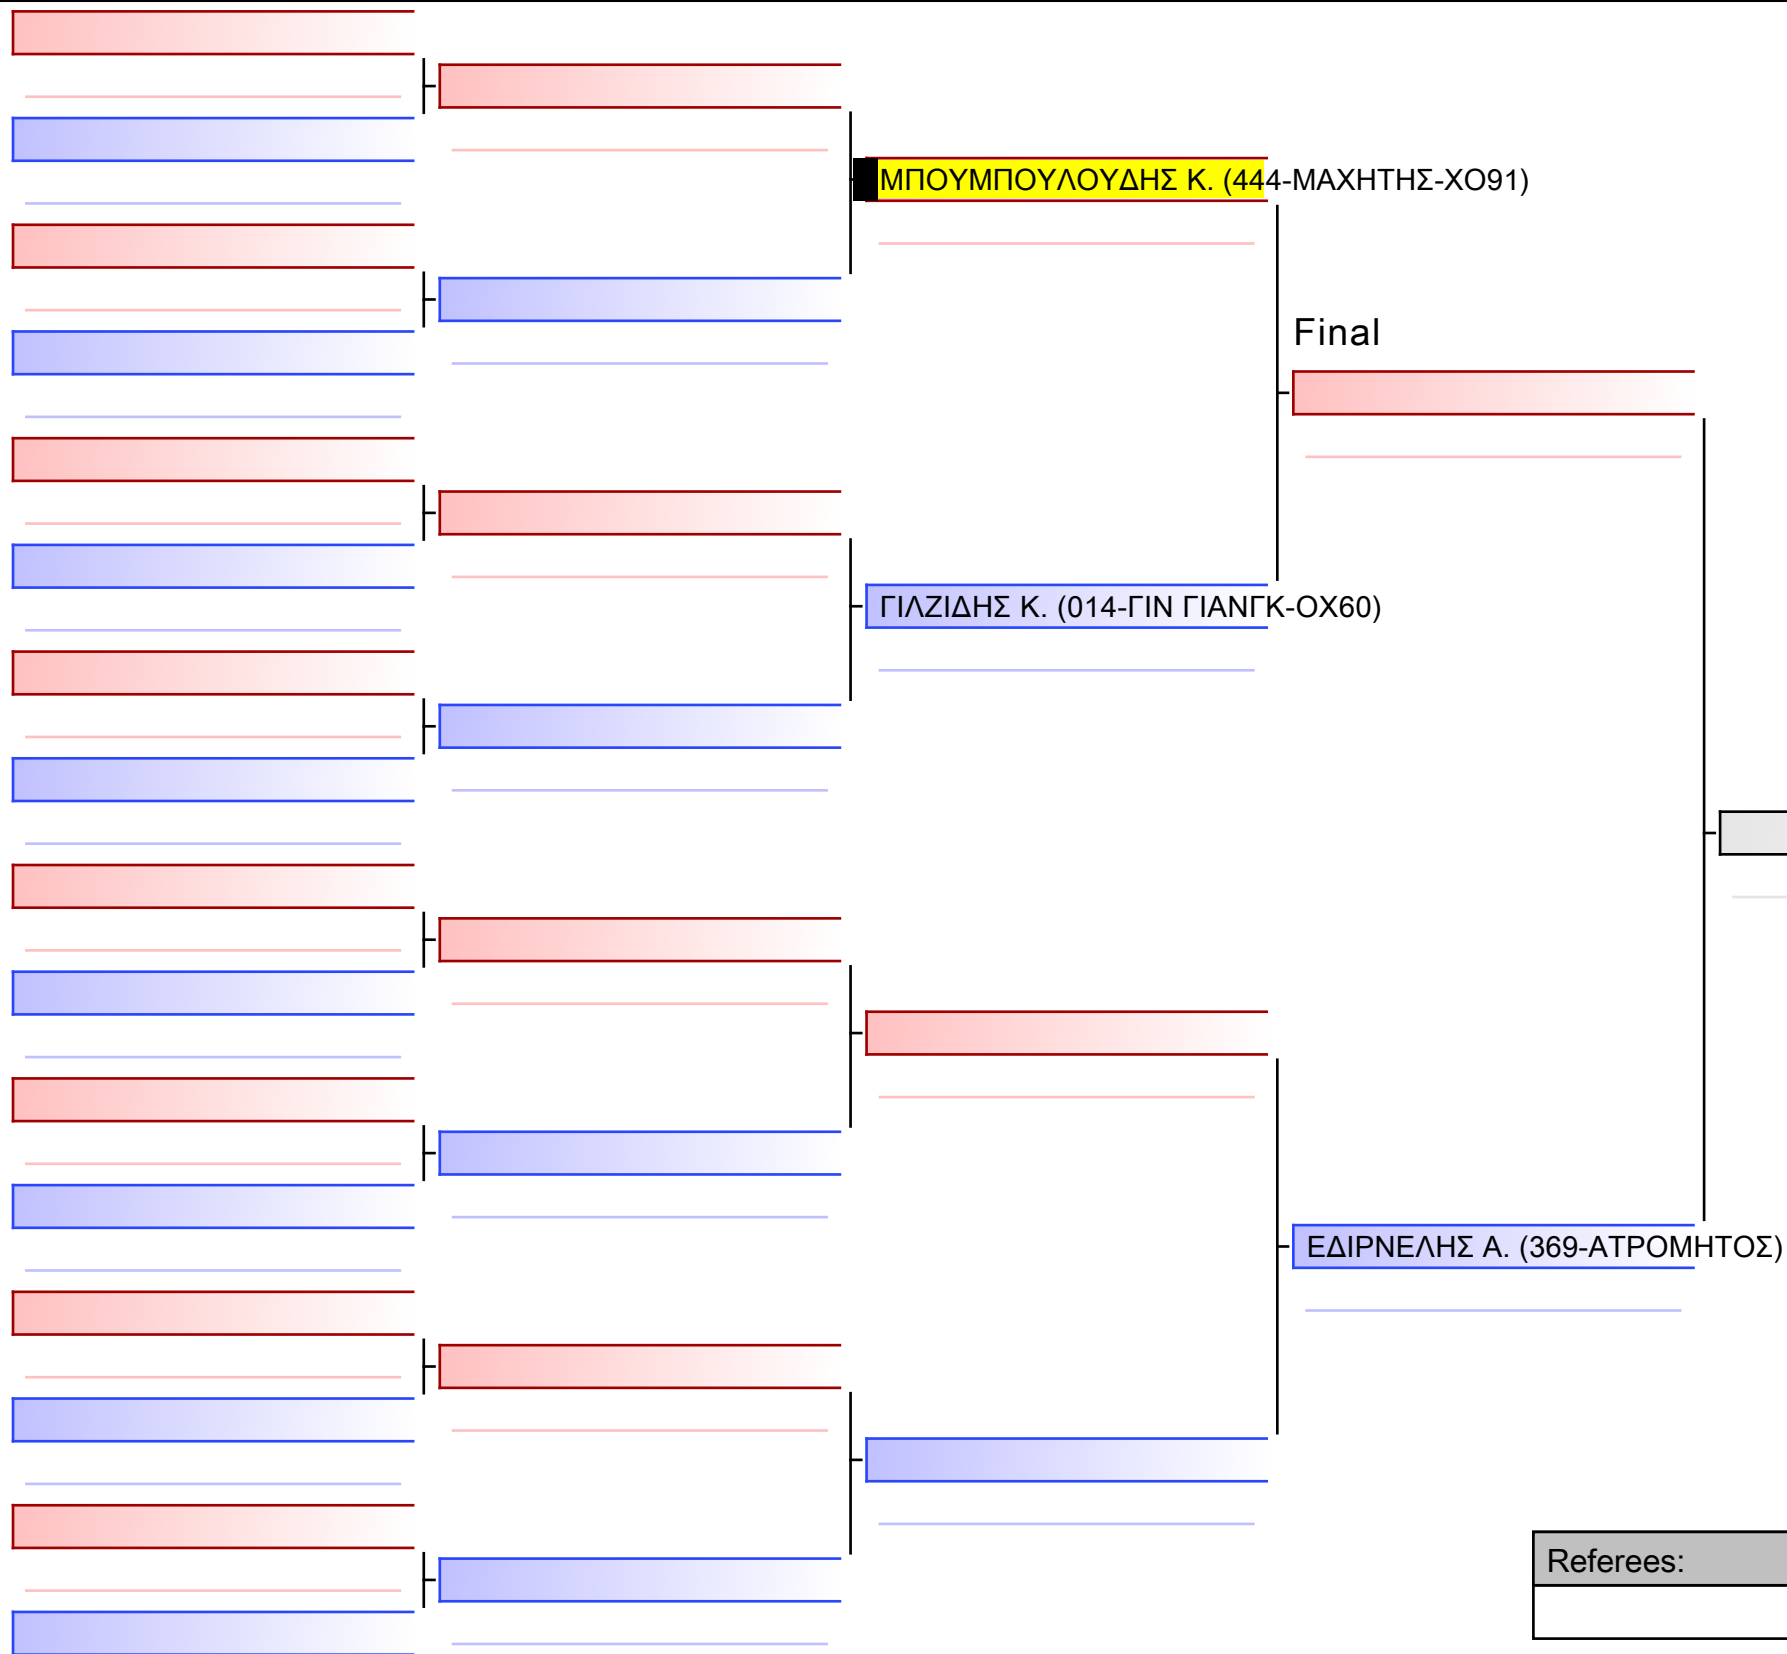 ΜΠΟΥΜΠΟΥΛΟΥΔΗΣ Κ. (444-ΜΑΧΗΤΗΣ-ΧΟ91)
Final
ΓΙΛΖΙΔΗΣ Κ. (014-ΓΙΝ ΓΙΑΝΓΚ-ΟΧ60)
ΕΔΙΡΝΕΛΗΣ Α. (369-ΑΤΡΟΜΗΤΟΣ)
Referees: